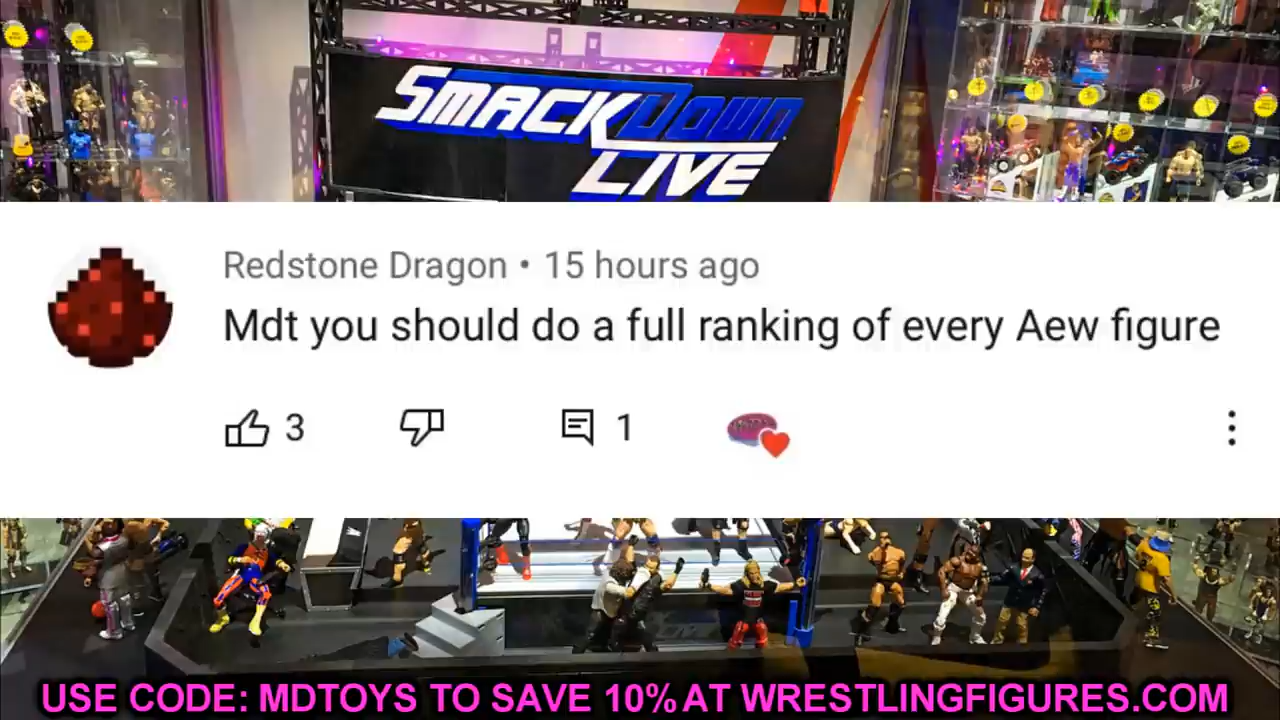 SMACKDOWN
LIVE
Redstone Dragon • 15 hours ago
Mdt you should do a full ranking of every Aew figure
3
1
USE CODE: MDTOYS TO SAVE 10% AT WRESTLINGFIGURES.COM